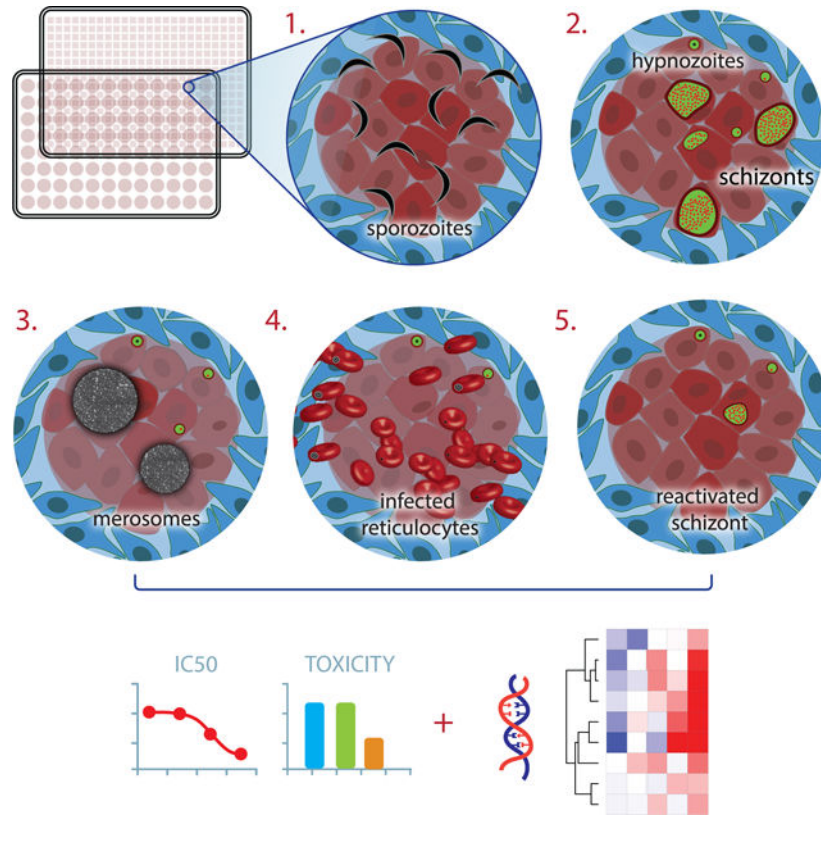 1.
sporozoites
2.
hypnozoites
schizonts
3.
merosomes
4.
infected
reticulocytes
5.
reactivated
schizont
IC50
TOXICITY
+